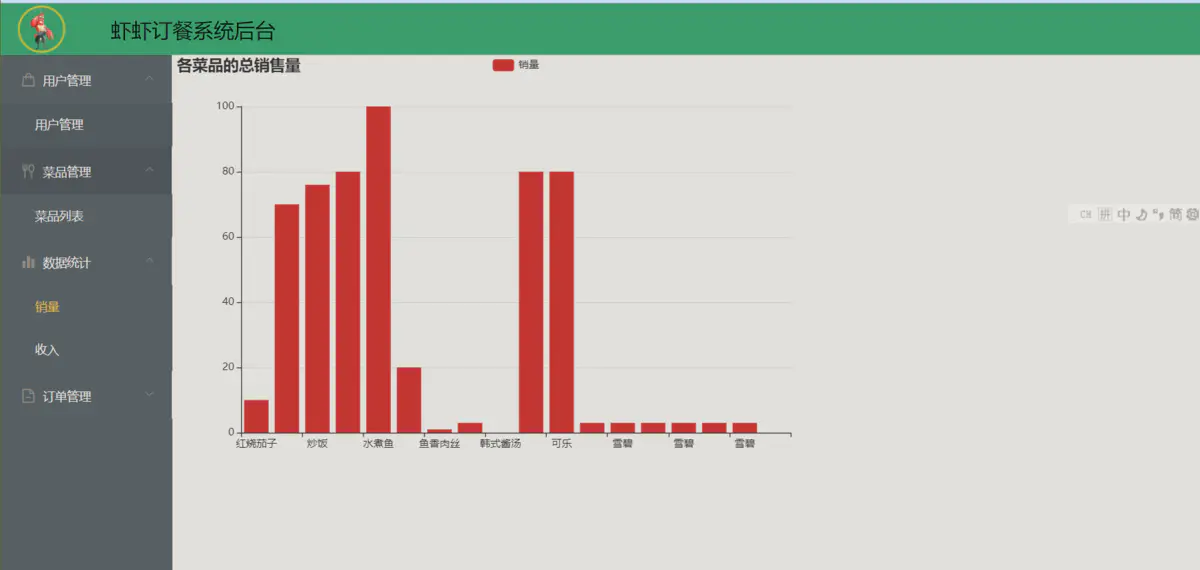 虾虾订餐系统后台
用户管理
用户管理
菜品管理
菜品列表
数据统计
销量
收入
订单管理
各菜品的总销售量
销量
100
80
60
40
20
0
红烧茄子 炒饭 水煮鱼 鱼香肉丝 韩式酱汤 可乐 雪碧 雪碧 雪碧
CH 拼 中 简